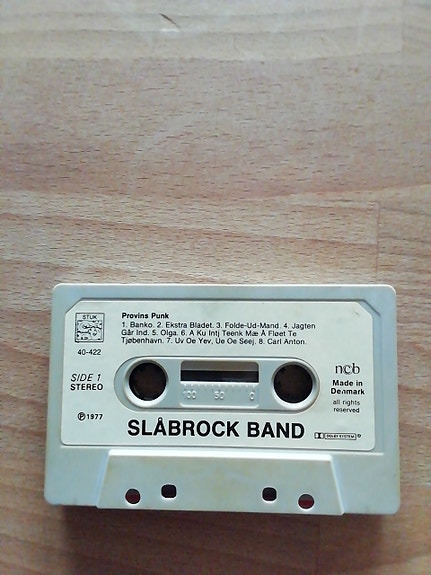 STUK
Provins Punk
1. Banko. 2. Ekstra Bladet. 3. Folde-Ud-Mand. 4. Jagten
Går Ind. 5. Olga. 6. A Ku Intj Teenk Mæ Å Fløet Te
Tjøbenhavn. 7. Uv Oe Yev, Ue Oe Seej. 8. Carl Anton.
40-422
SIDE 1
STEREO
℗ 1977
100 50 0
ncb
Made in
Denmark
all rights
reserved
SLÅBROCK BAND
DOLBY SYSTEM